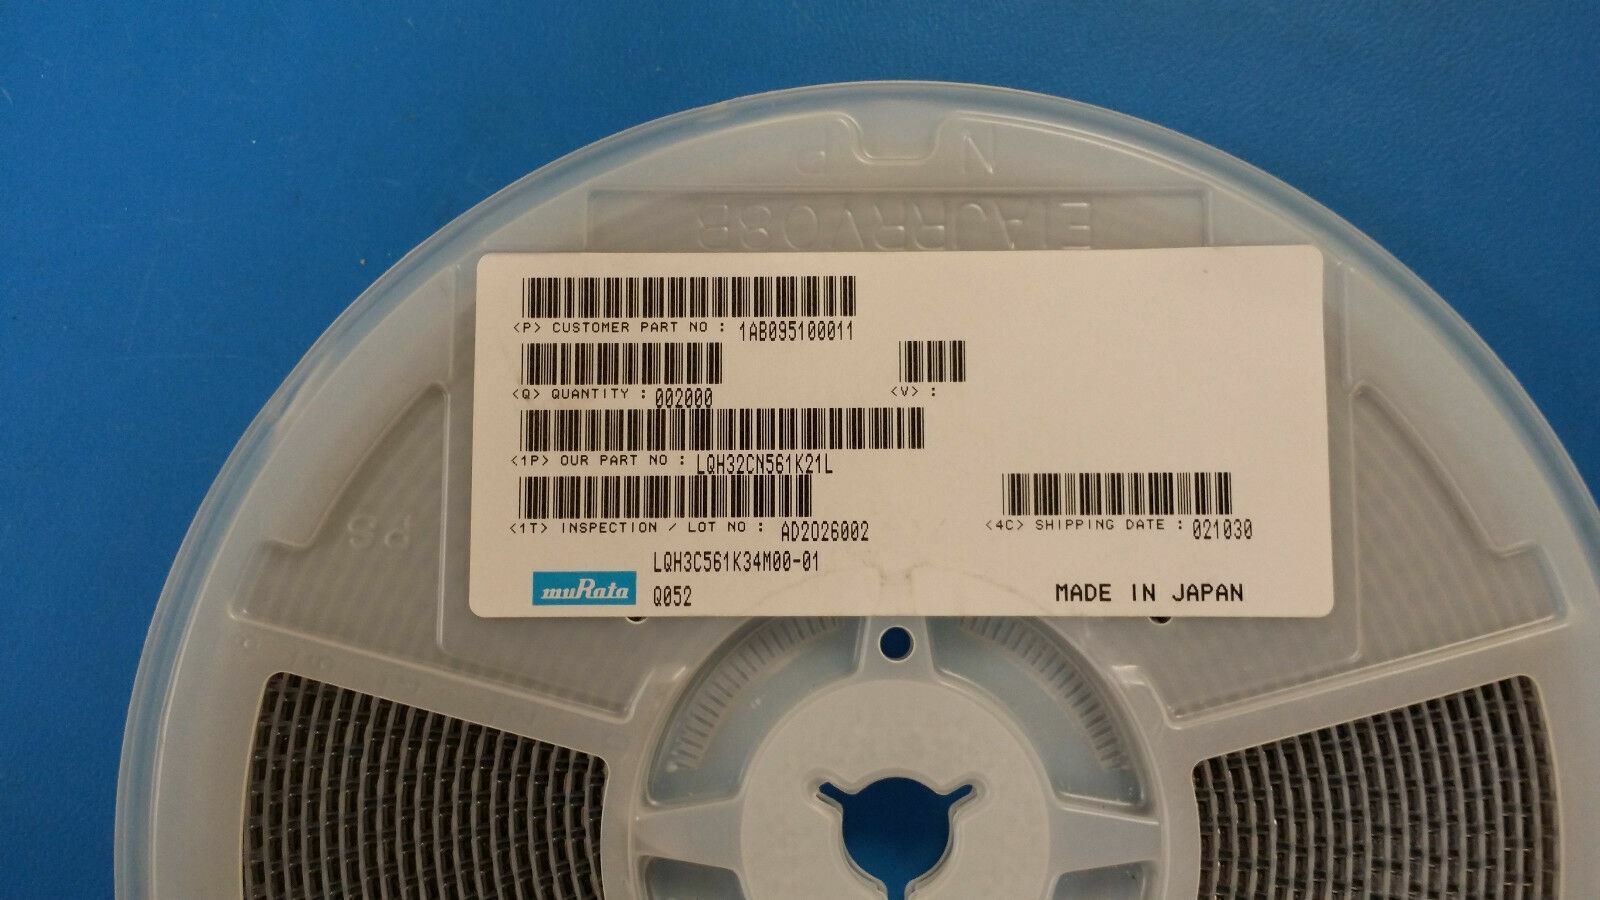 N P
EIAJRRV08B
<P> CUSTOMER PART NO : 1AB095100011
<Q> QUANTITY : 002000
<V> :
<1P> OUR PART NO : LQH32CN561K21L
<1T> INSPECTION / LOT NO : AD2026002
<4C> SHIPPING DATE : 021030
LQH3C561K34M00-01
muRata
Q052
MADE IN JAPAN
PS